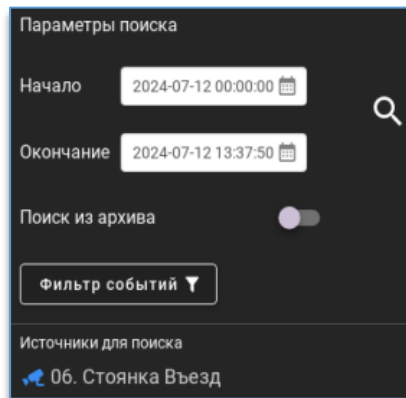 Параметры поиска
Начало 2024-07-12 00:00:00
Окончание 2024-07-12 13:37:50
Поиск из архива
Фильтр событий
Источники для поиска
06. Стоянка Въезд